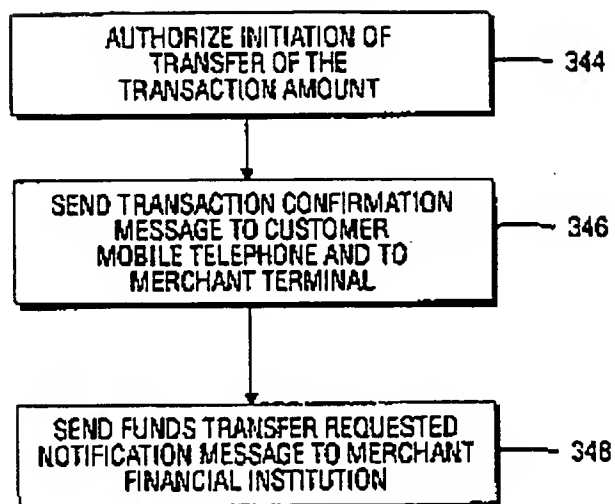 AUTHORIZE INITIATION OF
TRANSFER OF THE
TRANSACTION AMOUNT
344
SEND TRANSACTION CONFIRMATION
MESSAGE TO CUSTOMER
MOBILE TELEPHONE AND TO
MERCHANT TERMINAL
346
SEND FUNDS TRANSFER REQUESTED
NOTIFICATION MESSAGE TO MERCHANT
FINANCIAL INSTITUTION
348